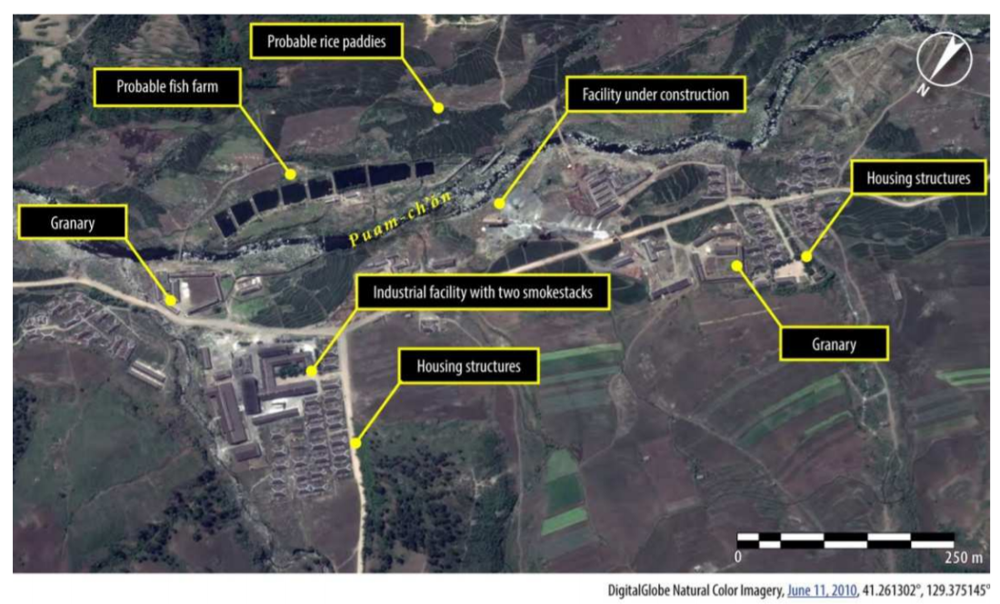 Probable rice paddies
Probable fish farm
Facility under construction
N
Housing structures
Granary
Puam-ch'ŏn
Industrial facility with two smokestacks
Granary
Housing structures
0
250 m
DigitalGlobe Natural Color Imagery, June 11, 2010, 41.261302°, 129.375145°